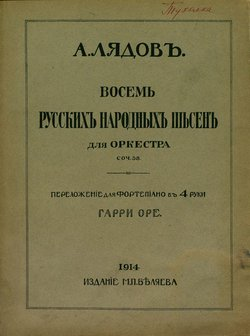 А. ЛЯДОВЪ.
ВОСЕМЬ
РУССКИХЪ НАРОДНЫХЪ ПѢСЕНЪ
ДЛЯ ОРКЕСТРА
СОЧ. 58
ПЕРЕЛОЖЕНІЕ ДЛЯ ФОРТЕПІАНО ВЪ 4 РУКИ
ГАРРИ ОРЕ.
1914
ИЗДАНІЕ М.П.БѢЛЯЕВА